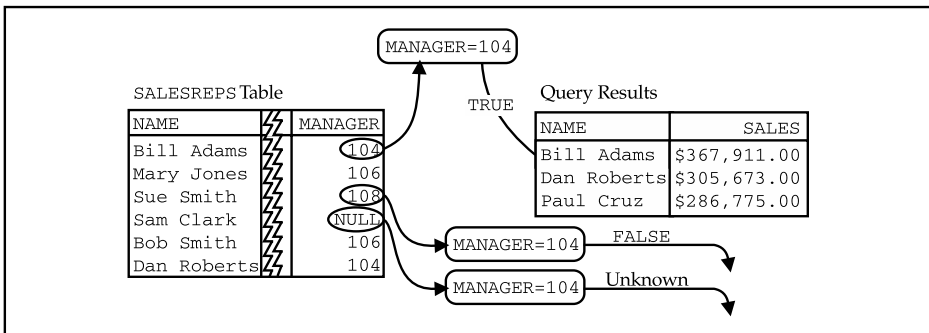 MANAGER=104
SALESREPS Table
TRUE
Query Results
NAME MANAGER
Bill Adams 104
Mary Jones 106
Sue Smith 108
Sam Clark NULL
Bob Smith 106
Dan Roberts 104
NAME SALES
Bill Adams $367,911.00
Dan Roberts $305,673.00
Paul Cruz $286,775.00
MANAGER=104 FALSE
MANAGER=104 Unknown